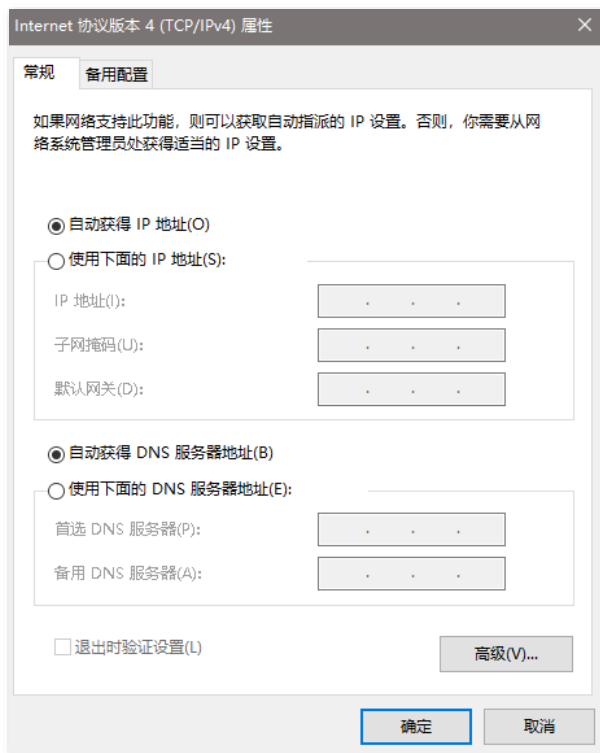 Internet 协议版本 4 (TCP/IPv4) 属性
常规
备用配置
如果网络支持此功能，则可以获取自动指派的 IP 设置。否则，你需要从网
络系统管理员处获得适当的 IP 设置。
自动获得 IP 地址(O)
使用下面的 IP 地址(S):
IP 地址(I):
子网掩码(U):
默认网关(D):
自动获得 DNS 服务器地址(B)
使用下面的 DNS 服务器地址(E):
首选 DNS 服务器(P):
备用 DNS 服务器(A):
退出时验证设置(L)
高级(V)...
确定
取消